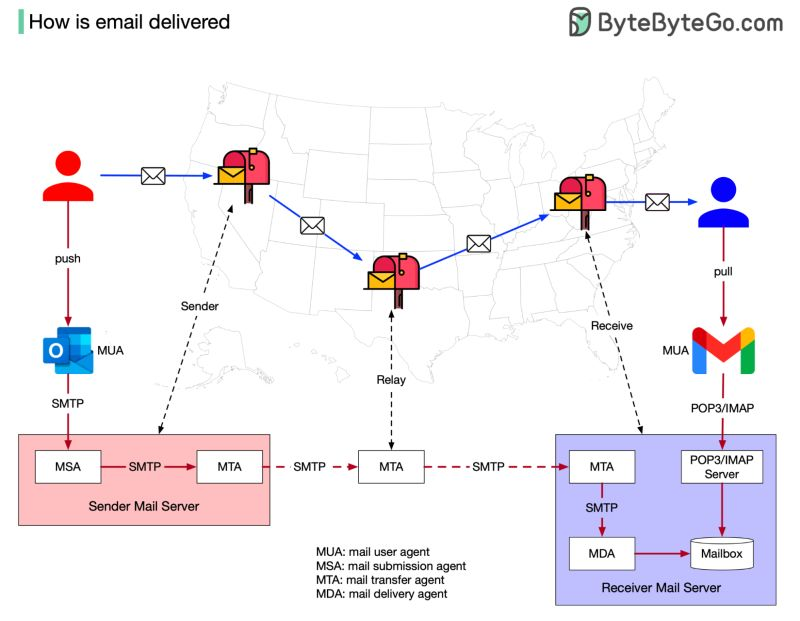 How is email delivered
ByteByteGo.com
push
pull
Sender
Receive
O
MUA
MUA
Relay
SMTP
POP3/IMAP
MSA
SMTP
MTA
SMTP
MTA
SMTP
MTA
POP3/IMAP
Server
SMTP
Sender Mail Server
MDA
Mailbox
Receiver Mail Server
MUA: mail user agent
MSA: mail submission agent
MTA: mail transfer agent
MDA: mail delivery agent